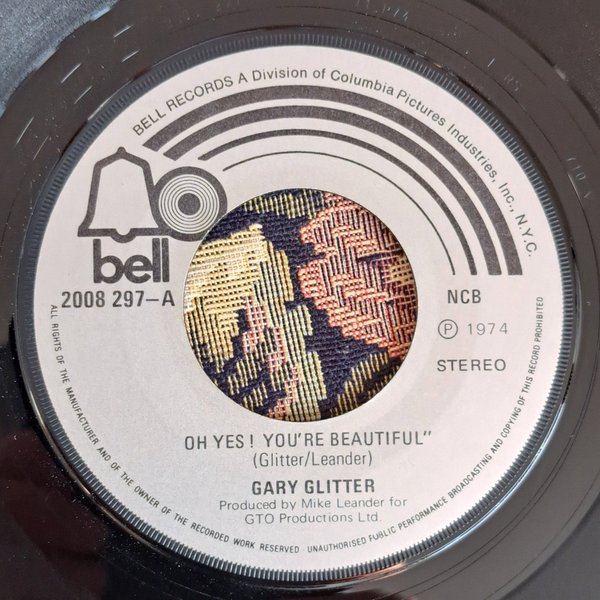 BELL RECORDS A Division of Columbia Pictures Industries, Inc., N.Y.C.
bell
2008 297–A
NCB
Ⓟ 1974
STEREO
OH YES! YOU'RE BEAUTIFUL"
(Glitter/Leander)
GARY GLITTER
Produced by Mike Leander for
GTO Productions Ltd.
ALL RIGHTS OF THE MANUFACTURER AND OF THE OWNER OF THE RECORDED WORK RESERVED · UNAUTHORISED PUBLIC PERFORMANCE BROADCASTING AND COPYING OF THIS RECORD PROHIBITED